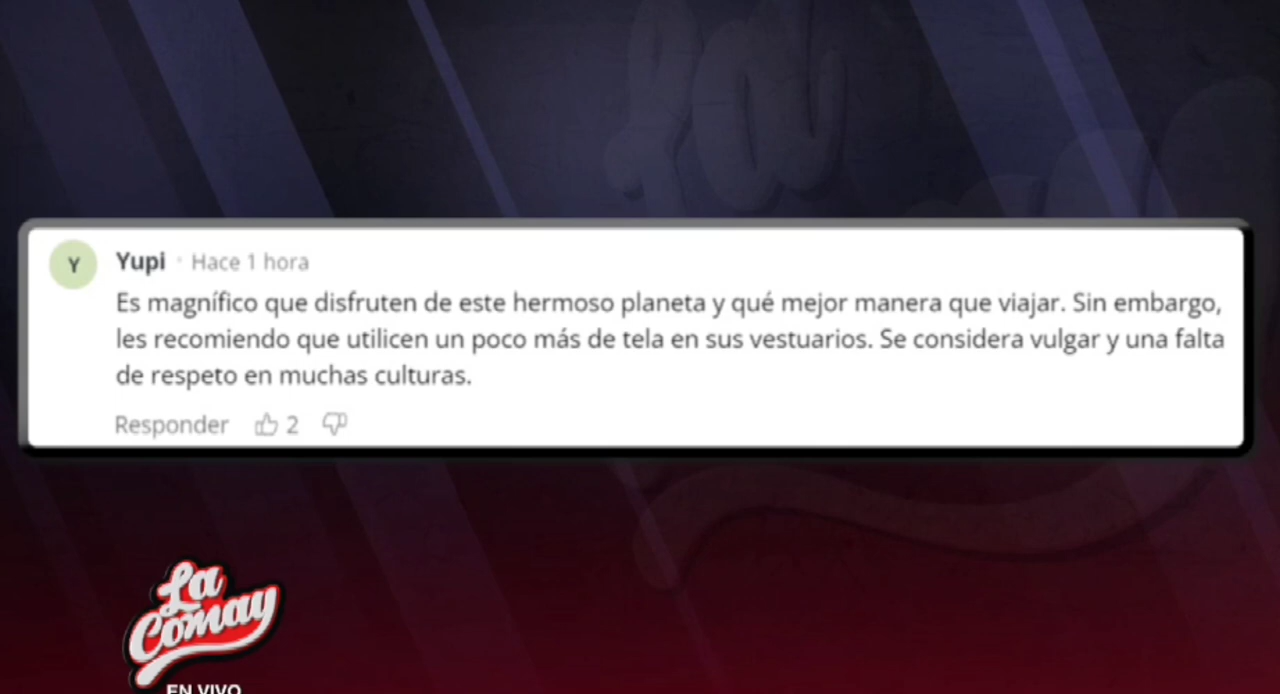 Y
Yupi · Hace 1 hora
Es magnífico que disfruten de este hermoso planeta y qué mejor manera que viajar. Sin embargo,
les recomiendo que utilicen un poco más de tela en sus vestuarios. Se considera vulgar y una falta
de respeto en muchas culturas.
Responder 2
La
Comay
EN VIVO